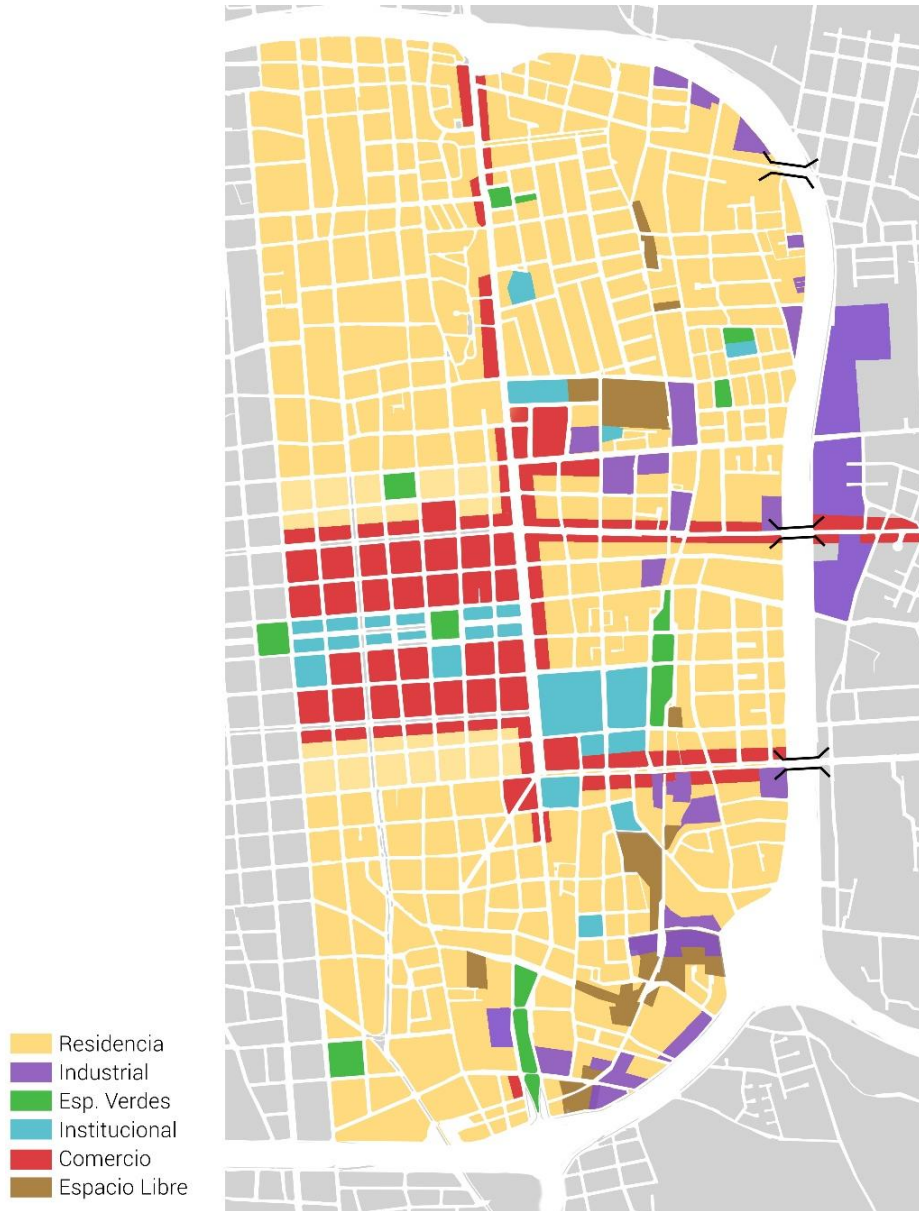 Residencia
Industrial
Esp. Verdes
Institucional
Comercio
Espacio Libre